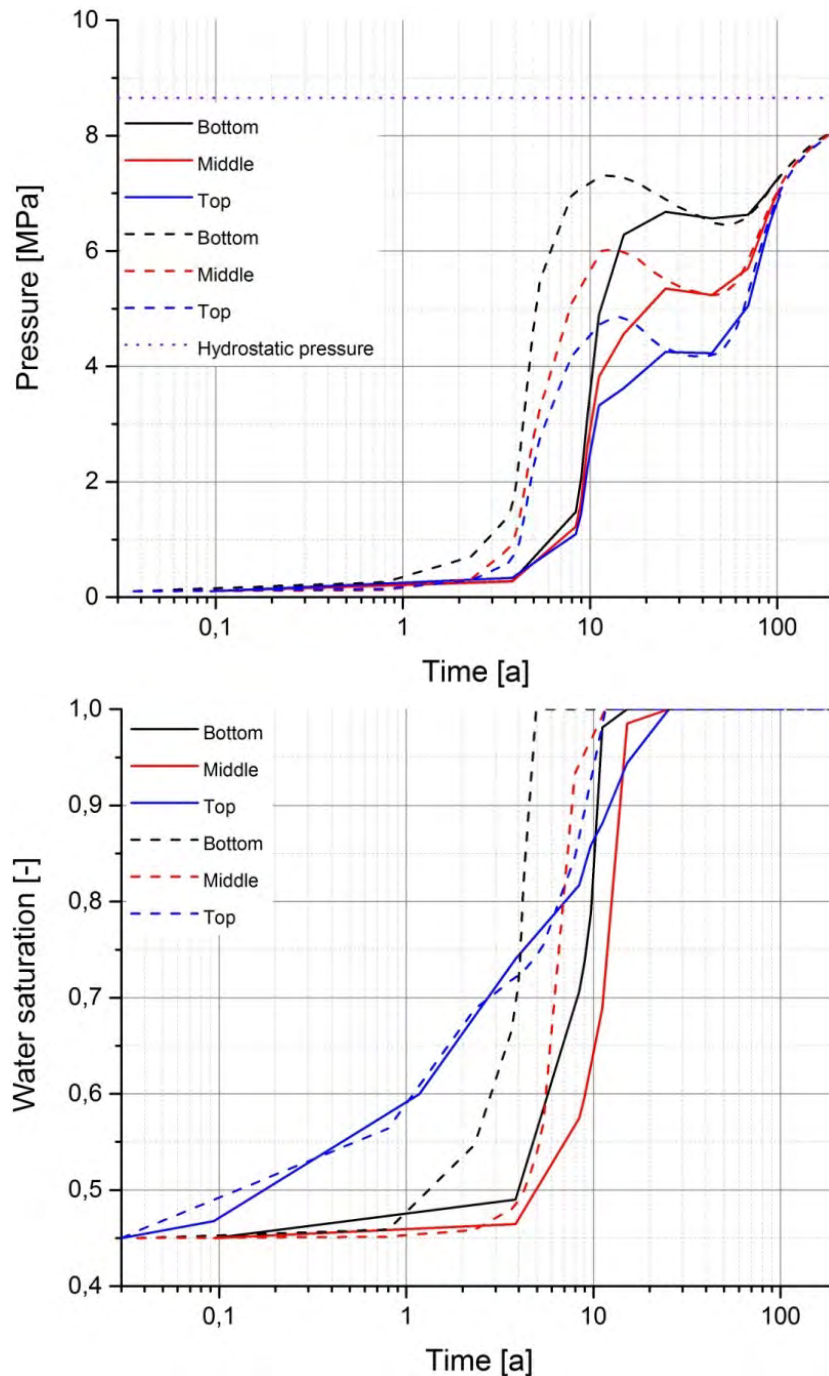 10
8
6
4
2
0
Pressure [MPa]
Bottom
Middle
Top
Bottom
Middle
Top
Hydrostatic pressure
0,1
1
10
100
Time [a]
1,0
0,9
0,8
0,7
0,6
0,5
0,4
Water saturation [-]
Bottom
Middle
Top
Bottom
Middle
Top
0,1
1
10
100
Time [a]